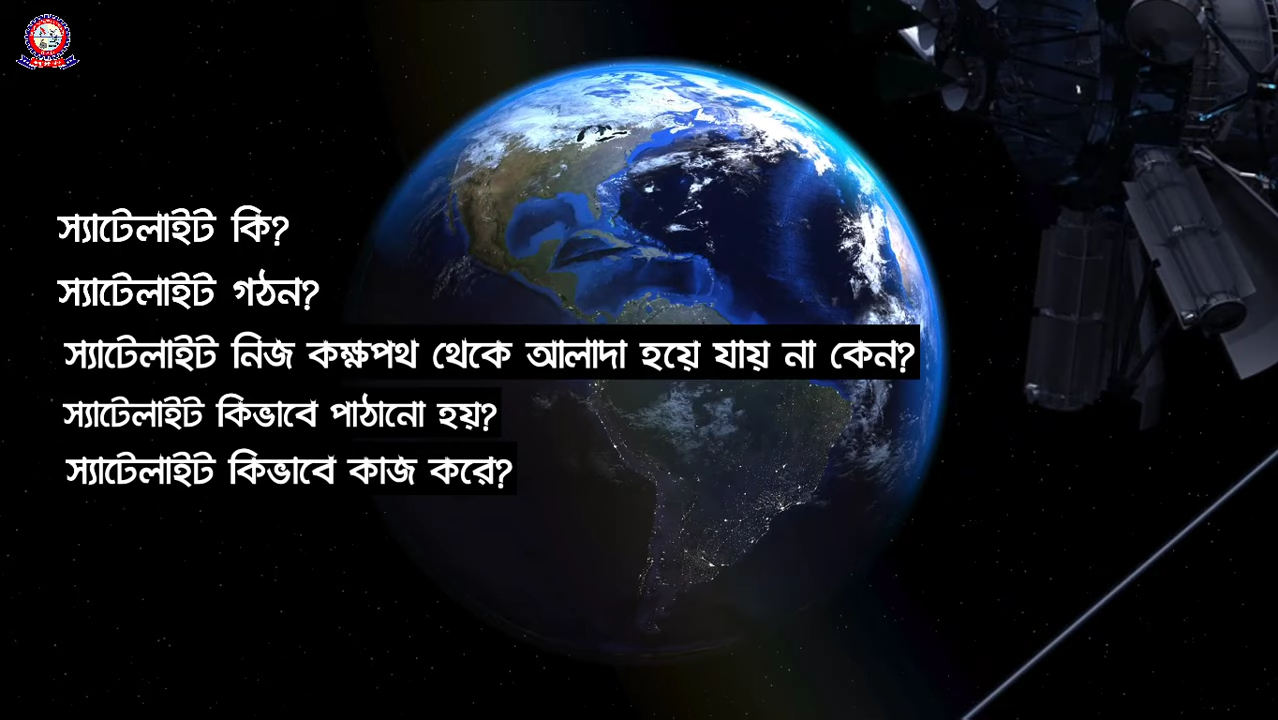 স্যাটেলাইট কি?
স্যাটেলাইট গঠন?
স্যাটেলাইট নিজ কক্ষপথ থেকে আলাদা হয়ে যায় না কেন?
স্যাটেলাইট কিভাবে পাঠানো হয়?
স্যাটেলাইট কিভাবে কাজ করে?